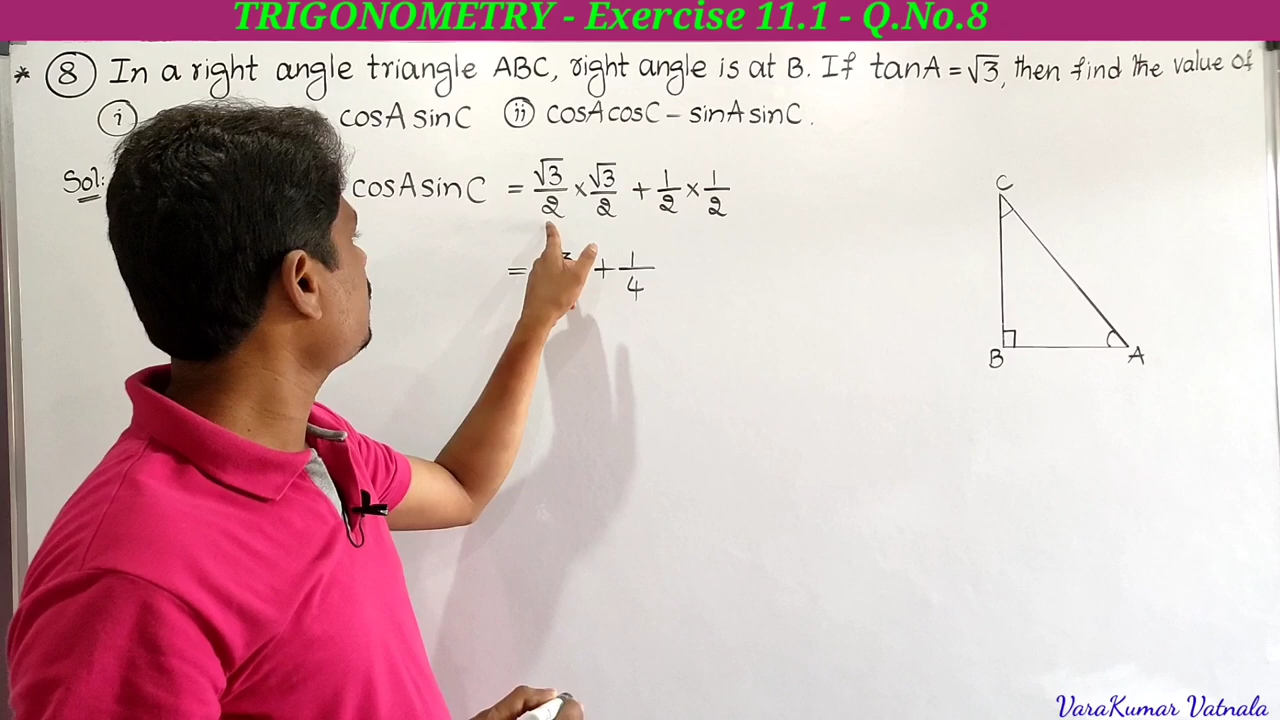 TRIGONOMETRY - Exercise 11.1 - Q.No.8
* 8 In a right angle triangle ABC, right angle is at B. If tanA = √3, then find the value of
i cosA sinC ii cosAcosC - sinA sinC.
Sol: cosA sinC = √3/2 × √3/2 + 1/2 × 1/2
= + 1/4
C
B A
VaraKumar Vatnala